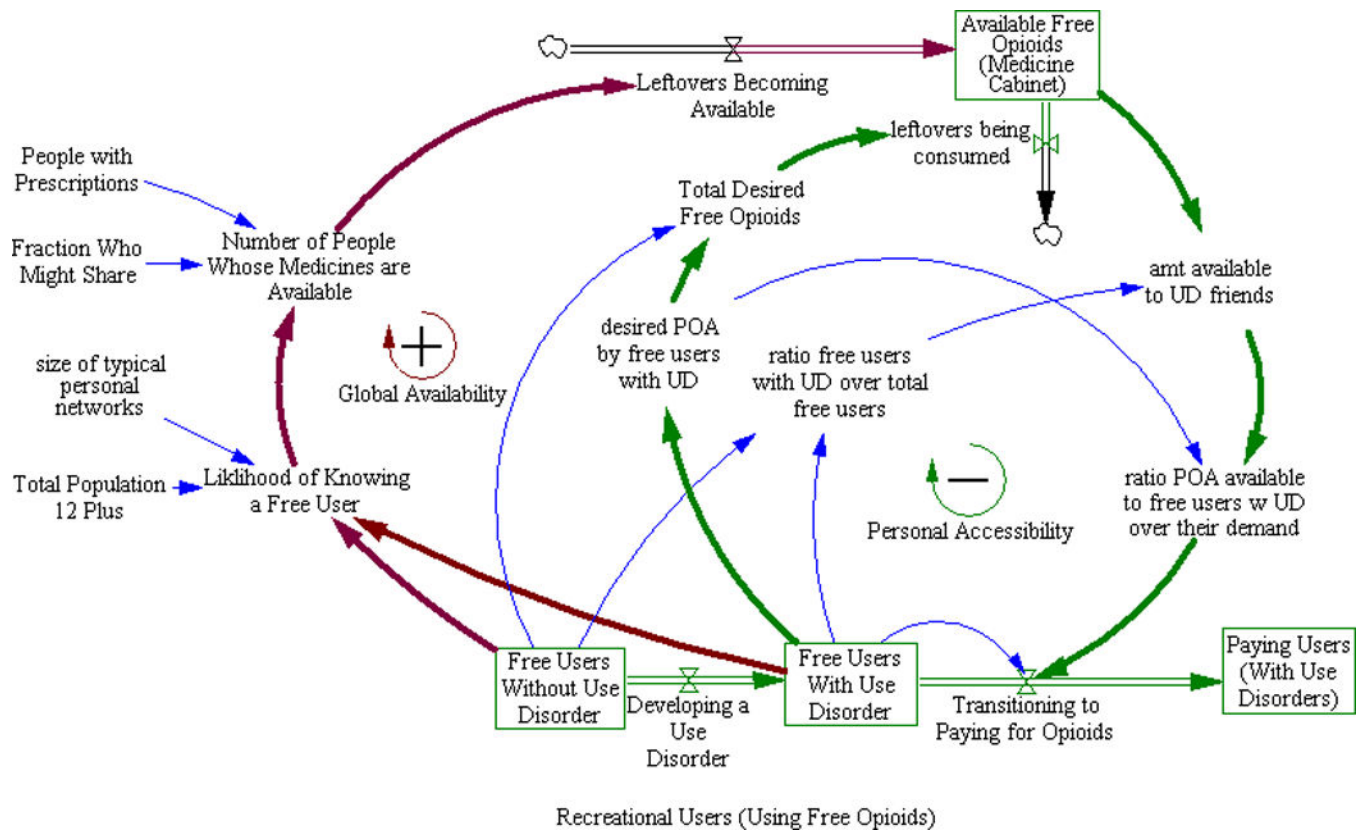 Available Free
Opioids
(Medicine
Cabinet)
Leftovers Becoming
Available
leftovers being
consumed
People with
Prescriptions
Total Desired
Free Opioids
Fraction Who
Might Share
Number of People
Whose Medicines are
Available
amt available
to UD friends
desired POA
by free users
with UD
ratio free users
with UD over total
free users
size of typical
personal
networks
+
Global Availability
Total Population
12 Plus
Liklihood of Knowing
a Free User
−
Personal Accessibility
ratio POA available
to free users w UD
over their demand
Free Users
Without Use
Disorder
Developing a
Use
Disorder
Free Users
With Use
Disorder
Transitioning to
Paying for Opioids
Paying Users
(With Use
Disorders)
Recreational Users (Using Free Opioids)